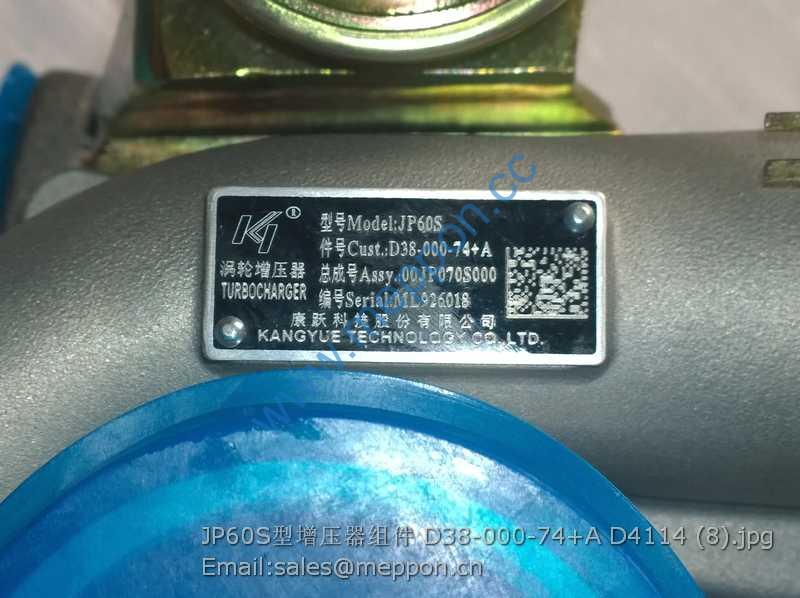 KY®
涡轮增压器
TURBOCHARGER
型号Model:JP60S
件号Cust.:D38-000-74+A
总成号Assy.:00JP070S000
编号Serial:ML926018
康跃科技股份有限公司
KANGYUE TECHNOLOGY CO.,LTD.
www.meppon.cc
JP60S型增压器组件 D38-000-74+A D4114 (8).jpg
Email:sales@meppon.cn